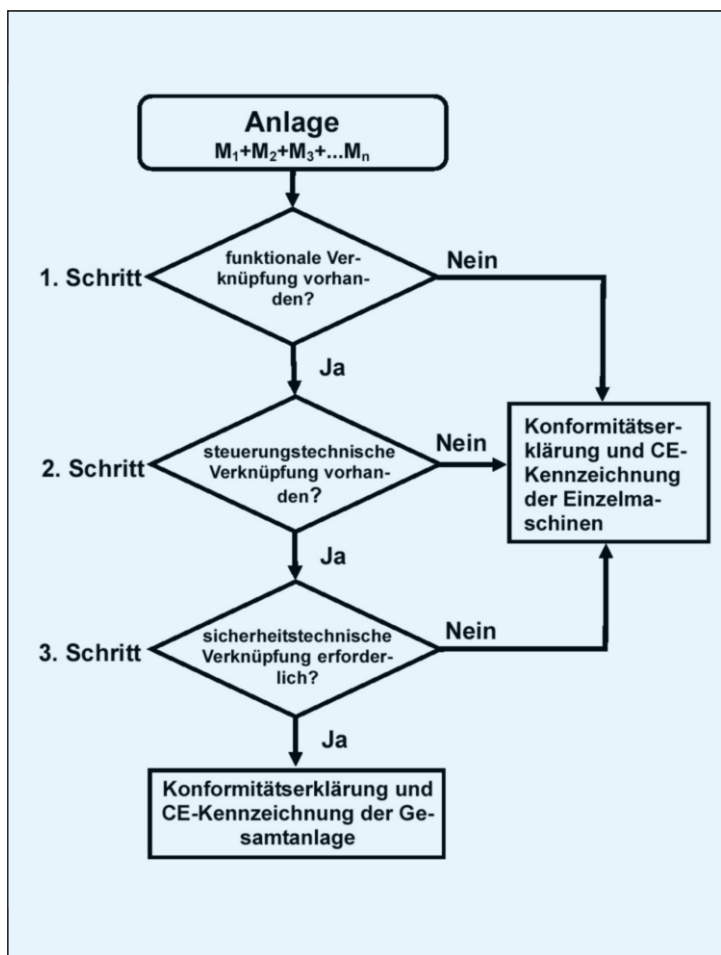 Anlage
M₁+M₂+M₃+...Mₙ
1. Schritt
funktionale Ver-
knüpfung vorhan-
den?
Nein
Ja
2. Schritt
steuerungstechnische
Verknüpfung vorhan-
den?
Nein
Konformitätser-
klärung und CE-
Kennzeichnung
der Einzelma-
schinen
Ja
3. Schritt
sicherheitstechnische
Verknüpfung erforder-
lich?
Nein
Ja
Konformitätserklärung und
CE-Kennzeichnung der Ge-
samtanlage